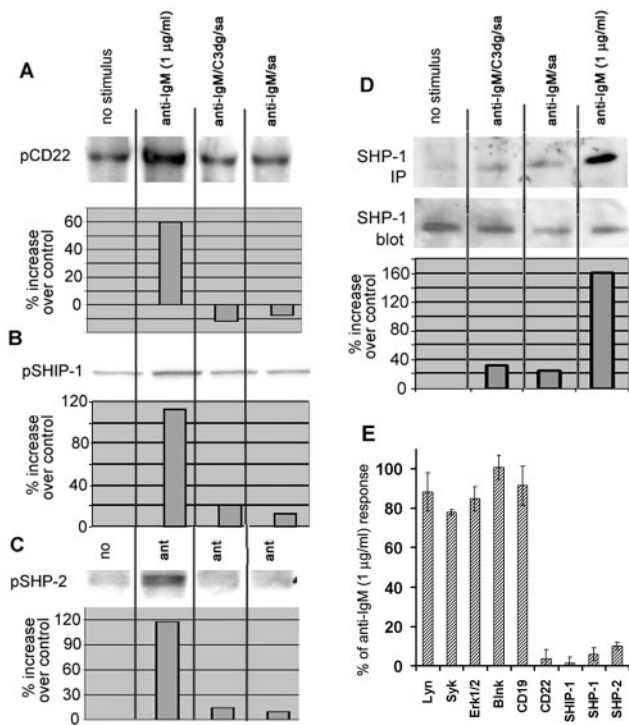 A
no stimulus
anti-IgM (1 µg/ml)
anti-IgM/C3dg/sa
anti-IgM/sa
pCD22
% increase
over control
60
40
20
0
20
40
B
pSHIP-1
% increase
over control
120
80
40
0
C
no
ant
ant
ant
pSHP-2
% increase
over control
120
90
60
30
0
D
no stimulus
anti-IgM/C3dg/sa
anti-IgM/sa
anti-IgM (1 µg/ml)
SHP-1
IP
SHP-1
blot
% increase
over control
160
120
80
40
0
E
% of anti-IgM (1 µg/ml) response
100
80
60
40
20
0
Lyn
Syk
Erk1/2
Blnk
CD19
CD22
SHIP-1
SHP-1
SHP-2